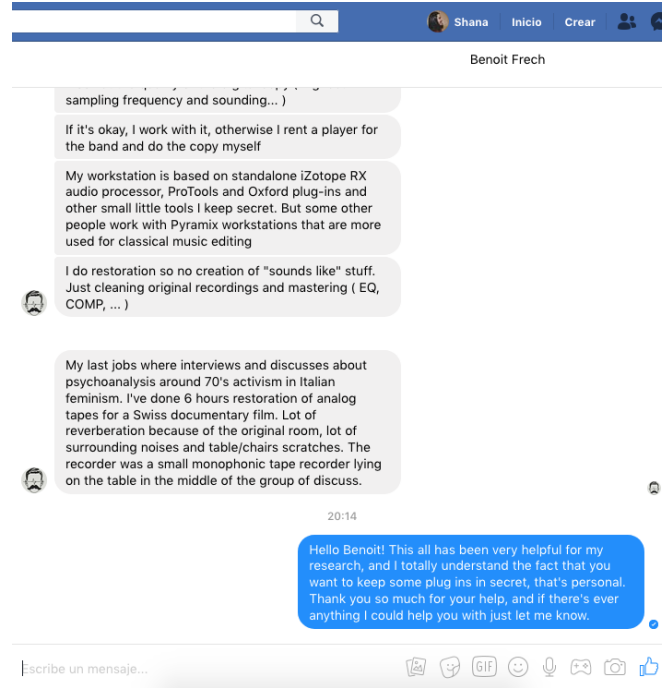 Shana Inicio Crear
Benoit Frech
sampling frequency and sounding... )
If it's okay, I work with it, otherwise I rent a player for
the band and do the copy myself
My workstation is based on standalone iZotope RX
audio processor, ProTools and Oxford plug-ins and
other small little tools I keep secret. But some other
people work with Pyramix workstations that are more
used for classical music editing
I do restoration so no creation of "sounds like" stuff.
Just cleaning original recordings and mastering ( EQ,
COMP, ... )
My last jobs where interviews and discusses about
psychoanalysis around 70's activism in Italian
feminism. I've done 6 hours restoration of analog
tapes for a Swiss documentary film. Lot of
reverberation because of the original room, lot of
surrounding noises and table/chairs scratches. The
recorder was a small monophonic tape recorder lying
on the table in the middle of the group of discuss.
20:14
Hello Benoit! This all has been very helpful for my
research, and I totally understand the fact that you
want to keep some plug ins in secret, that's personal.
Thank you so much for your help, and if there's ever
anything I could help you with just let me know.
Escribe un mensaje...
GIF